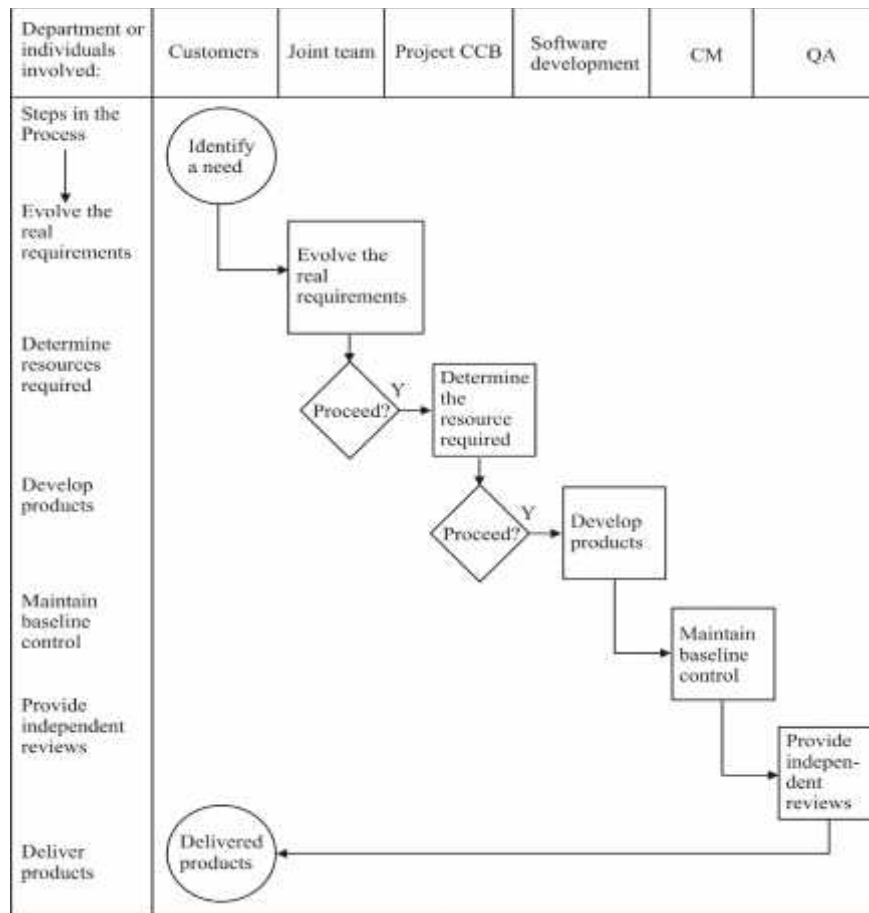 Department or
individuals
involved:
Customers
Joint team
Project CCB
Software
development
CM
QA
Steps in the
Process
Identify
a need
Evolve the
real
requirements
Evolve the
real
requirements
Determine
resources
required
Proceed?
Y
Determine
the
resource
required
Develop
products
Proceed?
Y
Develop
products
Maintain
baseline
control
Maintain
baseline
control
Provide
independent
reviews
Provide
indepen-
dent
reviews
Deliver
products
Delivered
products